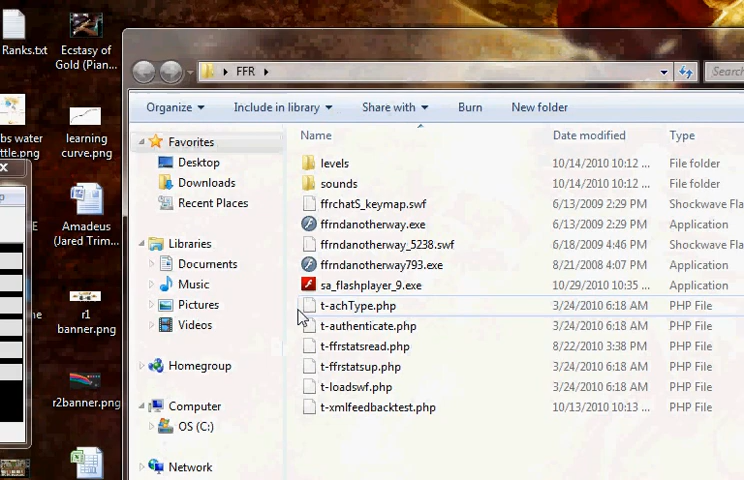 Ranks.txt
Ecstasy of
Gold (Pian...
FFR
Search
Organize
Include in library
Share with
Burn
New folder
Name
Date modified
Type
bs water
ttle.png
learning
curve.png
Favorites
Desktop
Downloads
Recent Places
Libraries
Documents
Music
Pictures
Videos
Homegroup
Computer
OS (C:)
Network
levels 10/14/2010 10:12 ... File folder
sounds 10/14/2010 10:12 ... File folder
ffrchatS_keymap.swf 6/13/2009 2:29 PM Shockwave Fla
ffrndanotherway.exe 6/13/2009 2:29 PM Application
ffrndanotherway_5238.swf 6/18/2009 4:46 PM Shockwave Fla
ffrndanotherway793.exe 8/21/2008 4:07 PM Application
sa_flashplayer_9.exe 10/29/2010 10:35 ... Application
t-achType.php 3/24/2010 6:18 AM PHP File
t-authenticate.php 3/24/2010 6:18 AM PHP File
t-ffrstatsread.php 8/22/2010 3:38 PM PHP File
t-ffrstatsup.php 3/24/2010 6:18 AM PHP File
t-loadswf.php 3/24/2010 6:18 AM PHP File
t-xmlfeedbacktest.php 10/13/2010 10:13 ... PHP File
Amadeus
(Jared Trim...
r1
banner.png
r2banner.png